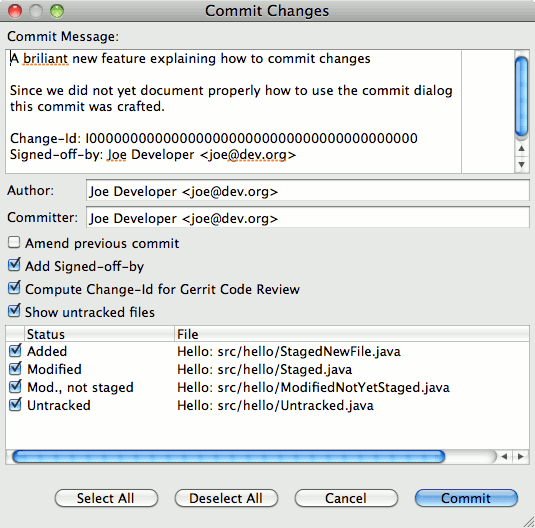 Commit Changes
Commit Message:
A briliant new feature explaining how to commit changes
Since we did not yet document properly how to use the commit dialog
this commit was crafted.
Change-Id: I0000000000000000000000000000000000000000
Signed-off-by: Joe Developer <joe@dev.org>
Author: Joe Developer <joe@dev.org>
Committer: Joe Developer <joe@dev.org>
Amend previous commit
Add Signed-off-by
Compute Change-Id for Gerrit Code Review
Show untracked files
Status File
Added Hello: src/hello/StagedNewFile.java
Modified Hello: src/hello/Staged.java
Mod., not staged Hello: src/hello/ModifiedNotYetStaged.java
Untracked Hello: src/hello/Untracked.java
Select All Deselect All Cancel Commit